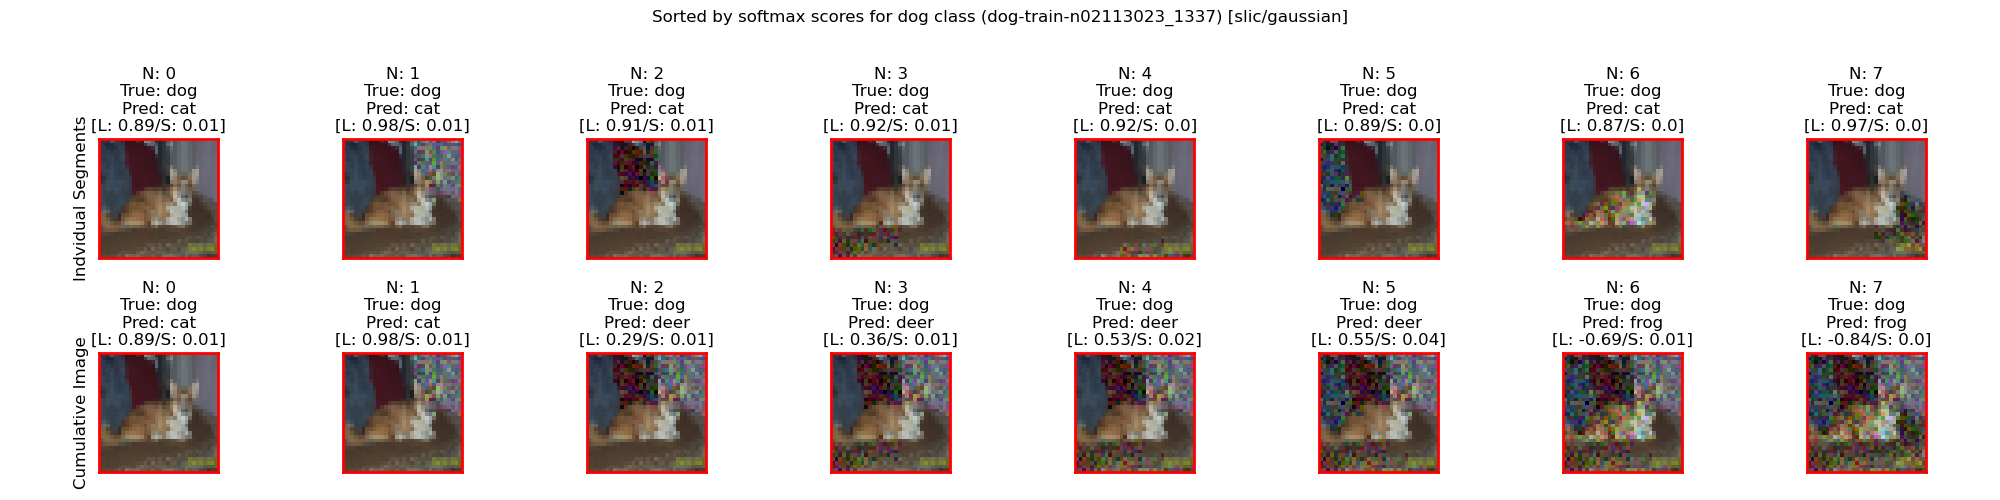 Sorted by softmax scores for dog class (dog-train-n02113023_1337) [slic/gaussian]
Indvidual Segments
N: 0
True: dog
Pred: cat
[L: 0.89/S: 0.01]
N: 1
True: dog
Pred: cat
[L: 0.98/S: 0.01]
N: 2
True: dog
Pred: cat
[L: 0.91/S: 0.01]
N: 3
True: dog
Pred: cat
[L: 0.92/S: 0.01]
N: 4
True: dog
Pred: cat
[L: 0.92/S: 0.0]
N: 5
True: dog
Pred: cat
[L: 0.89/S: 0.0]
N: 6
True: dog
Pred: cat
[L: 0.87/S: 0.0]
N: 7
True: dog
Pred: cat
[L: 0.97/S: 0.0]
Cumulative Image
N: 0
True: dog
Pred: cat
[L: 0.89/S: 0.01]
N: 1
True: dog
Pred: cat
[L: 0.98/S: 0.01]
N: 2
True: dog
Pred: deer
[L: 0.29/S: 0.01]
N: 3
True: dog
Pred: deer
[L: 0.36/S: 0.01]
N: 4
True: dog
Pred: deer
[L: 0.53/S: 0.02]
N: 5
True: dog
Pred: deer
[L: 0.55/S: 0.04]
N: 6
True: dog
Pred: frog
[L: -0.69/S: 0.01]
N: 7
True: dog
Pred: frog
[L: -0.84/S: 0.0]